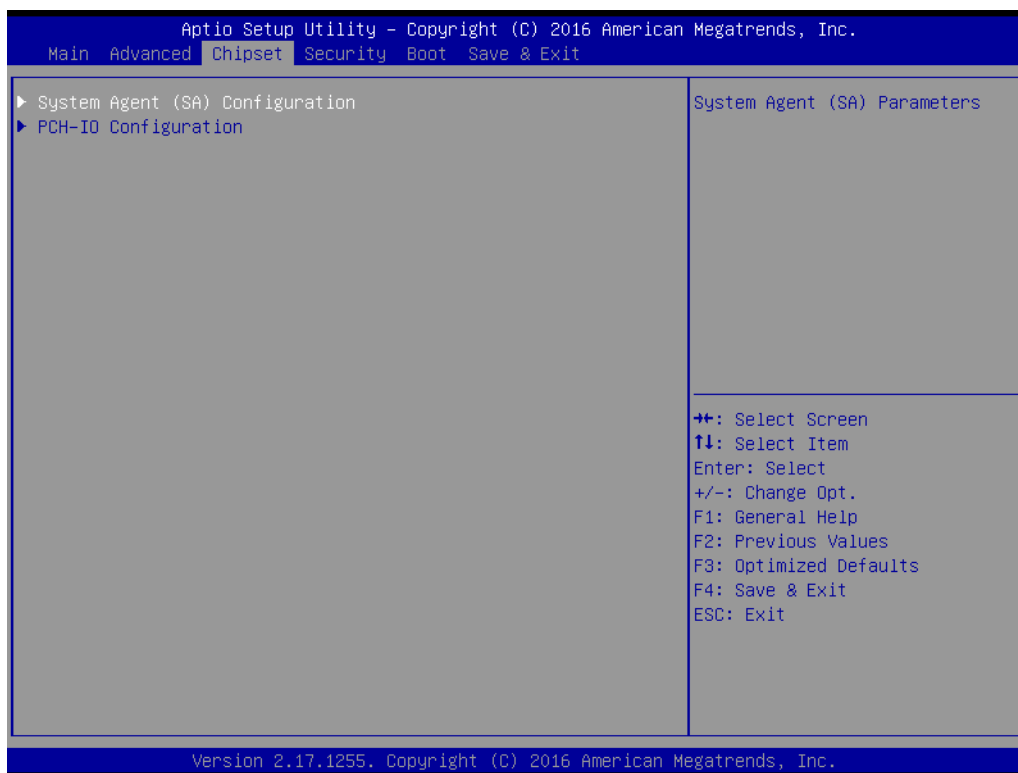 Aptio Setup Utility – Copyright (C) 2016 American Megatrends, Inc.
Main Advanced Chipset Security Boot Save & Exit
▶ System Agent (SA) Configuration
▶ PCH-IO Configuration
System Agent (SA) Parameters
→←: Select Screen
↑↓: Select Item
Enter: Select
+/-: Change Opt.
F1: General Help
F2: Previous Values
F3: Optimized Defaults
F4: Save & Exit
ESC: Exit
Version 2.17.1255. Copyright (C) 2016 American Megatrends, Inc.